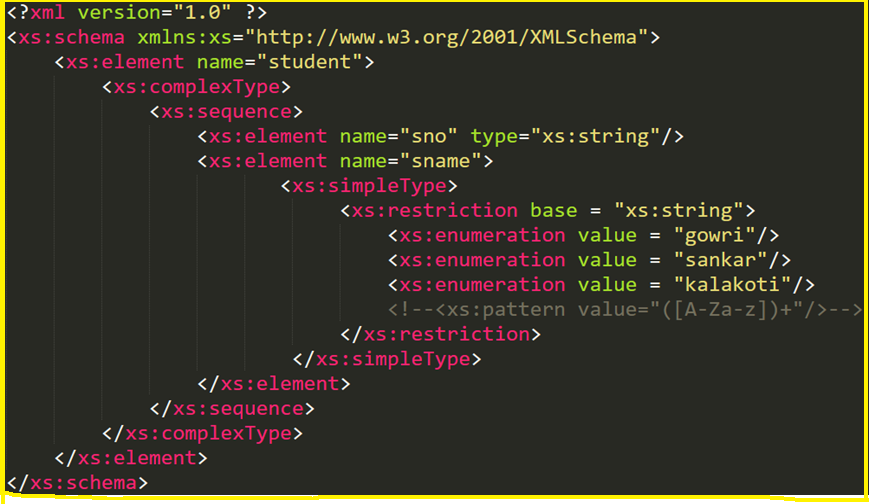 <?xml version="1.0" ?>
<xs:schema xmlns:xs="http://www.w3.org/2001/XMLSchema">
<xs:element name="student">
<xs:complexType>
<xs:sequence>
<xs:element name="sno" type="xs:string"/>
<xs:element name="sname">
<xs:simpleType>
<xs:restriction base = "xs:string">
<xs:enumeration value = "gowri"/>
<xs:enumeration value = "sankar"/>
<xs:enumeration value = "kalakoti"/>
<!--<xs:pattern value="([A-Za-z])+"/>-->
</xs:restriction>
</xs:simpleType>
</xs:element>
</xs:sequence>
</xs:complexType>
</xs:element>
</xs:schema>